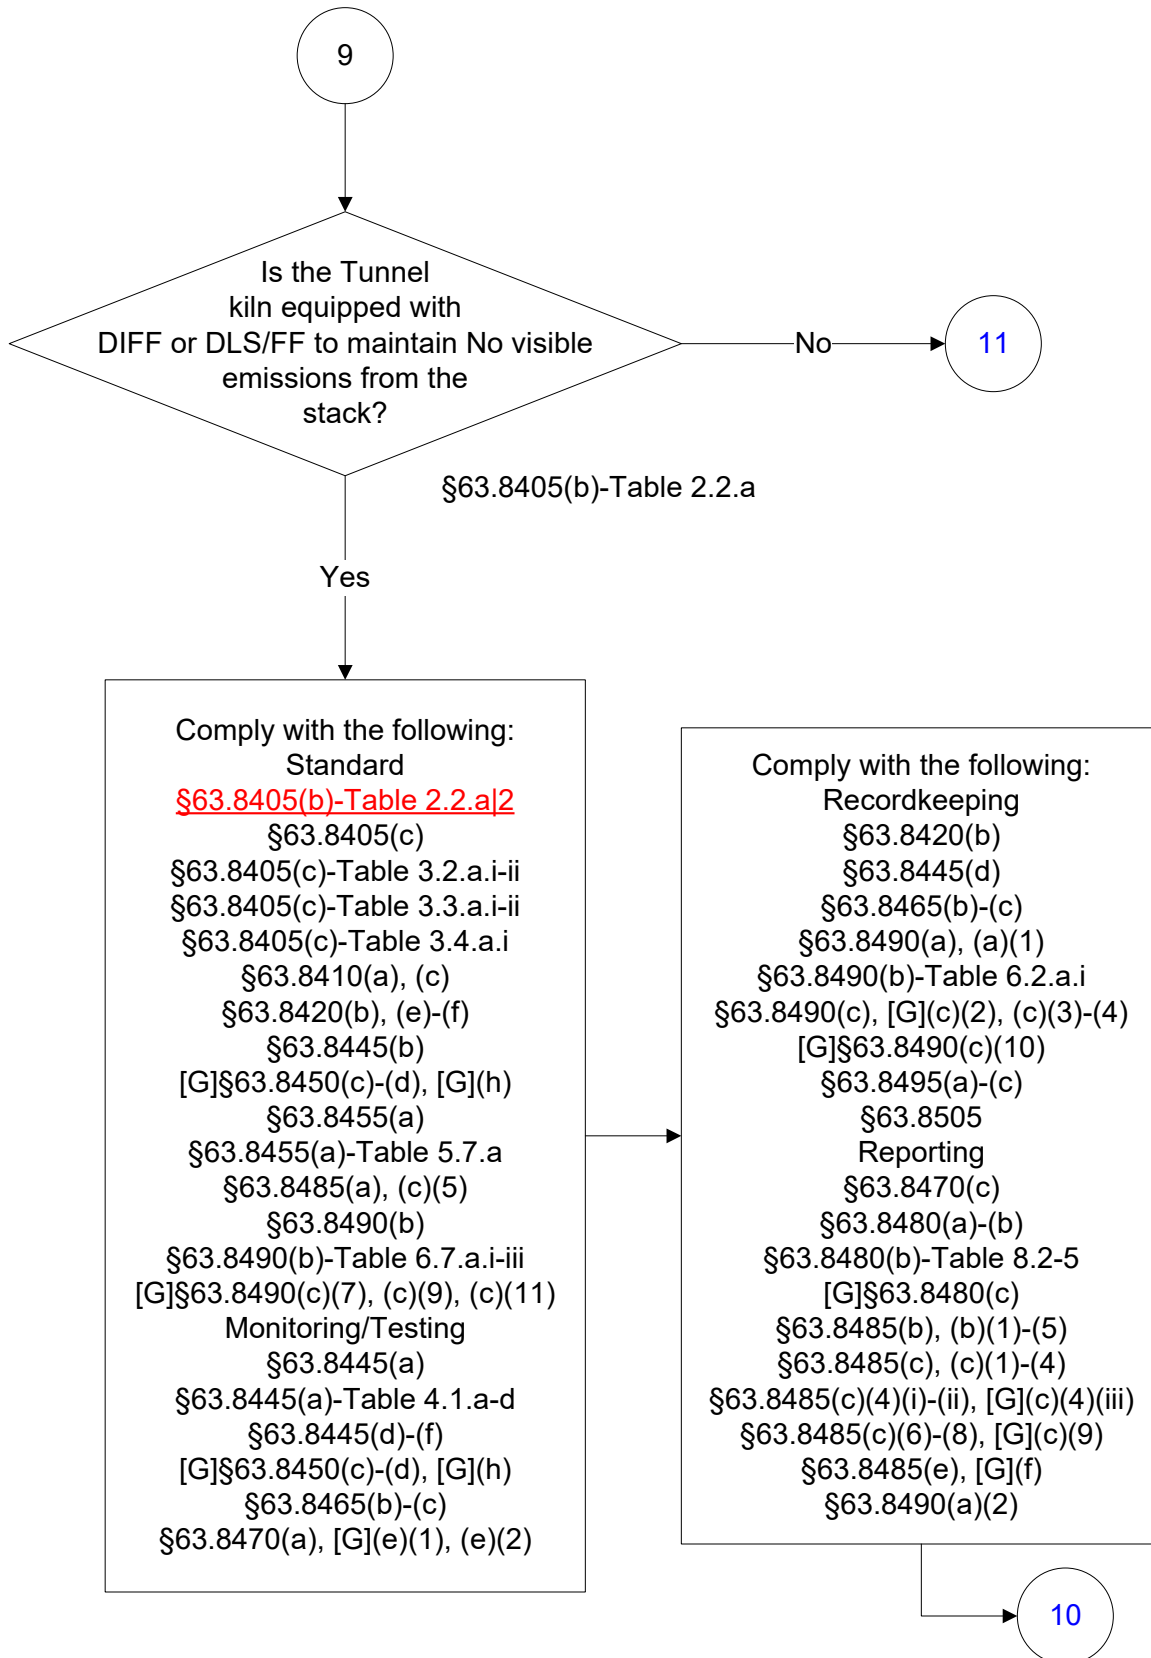 9
Is the Tunnel
kiln equipped with
DIFF or DLS/FF to maintain No visible
emissions from the
stack?
No
11
§63.8405(b)-Table 2.2.a
Yes
Comply with the following:
Standard
§63.8405(b)-Table 2.2.a|2
§63.8405(c)
§63.8405(c)-Table 3.2.a.i-ii
§63.8405(c)-Table 3.3.a.i-ii
§63.8405(c)-Table 3.4.a.i
§63.8410(a), (c)
§63.8420(b), (e)-(f)
§63.8445(b)
[G]§63.8450(c)-(d), [G](h)
§63.8455(a)
§63.8455(a)-Table 5.7.a
§63.8485(a), (c)(5)
§63.8490(b)
§63.8490(b)-Table 6.7.a.i-iii
[G]§63.8490(c)(7), (c)(9), (c)(11)
Monitoring/Testing
§63.8445(a)
§63.8445(a)-Table 4.1.a-d
§63.8445(d)-(f)
[G]§63.8450(c)-(d), [G](h)
§63.8465(b)-(c)
§63.8470(a), [G](e)(1), (e)(2)
Comply with the following:
Recordkeeping
§63.8420(b)
§63.8445(d)
§63.8465(b)-(c)
§63.8490(a), (a)(1)
§63.8490(b)-Table 6.2.a.i
§63.8490(c), [G](c)(2), (c)(3)-(4)
[G]§63.8490(c)(10)
§63.8495(a)-(c)
§63.8505
Reporting
§63.8470(c)
§63.8480(a)-(b)
§63.8480(b)-Table 8.2-5
[G]§63.8480(c)
§63.8485(b), (b)(1)-(5)
§63.8485(c), (c)(1)-(4)
§63.8485(c)(4)(i)-(ii), [G](c)(4)(iii)
§63.8485(c)(6)-(8), [G](c)(9)
§63.8485(e), [G](f)
§63.8490(a)(2)
10